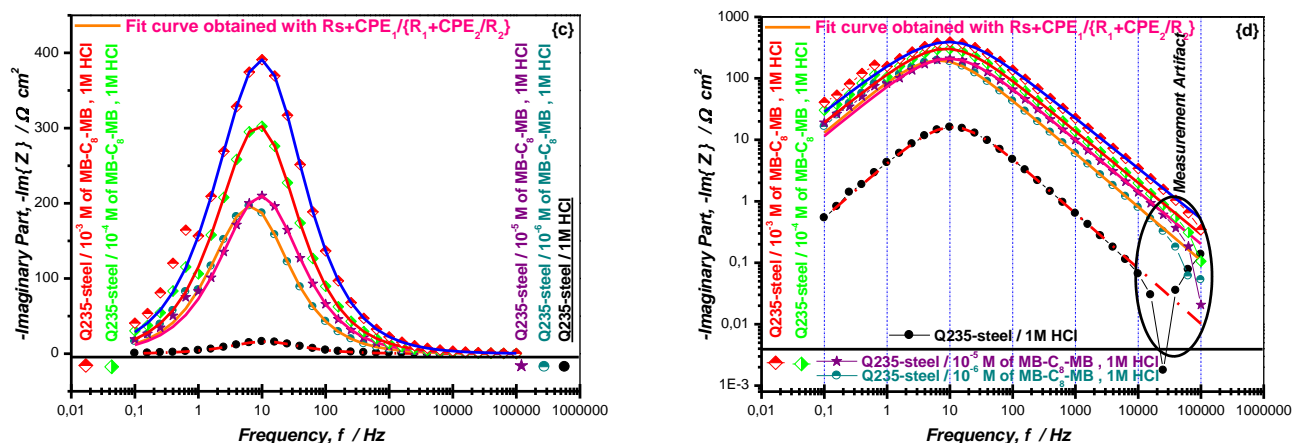 Fit curve obtained with Rs+CPE₁/{R₁+CPE₂/R₂}
{c}
-Imaginary Part, -Im{ Z } / Ω cm²
400
300
200
100
0
Q235-steel / 10⁻³ M of MB-C₈-MB , 1M HCl
Q235-steel / 10⁻⁴ M of MB-C₈-MB , 1M HCl
Q235-steel / 10⁻⁵ M of MB-C₈-MB , 1M HCl
Q235-steel / 10⁻⁶ M of MB-C₈-MB , 1M HCl
Q235-steel / 1M HCl
0,01 0,1 1 10 100 1000 10000 100000 1000000
Frequency, f / Hz
Fit curve obtained with Rs+CPE₁/{R₁+CPE₂/R₂}
{d}
-Imaginary Part, -Im{ Z } / Ω cm²
1000
100
10
1
0,1
0,01
1E-3
Q235-steel / 10⁻³ M of MB-C₈-MB , 1M HCl
Q235-steel / 10⁻⁴ M of MB-C₈-MB , 1M HCl
Measurement Artifact
Q235-steel / 1M HCl
Q235-steel / 10⁻⁵ M of MB-C₈-MB , 1M HCl
Q235-steel / 10⁻⁶ M of MB-C₈-MB , 1M HCl
0,01 0,1 1 10 100 1000 10000 100000
Frequency, f / Hz